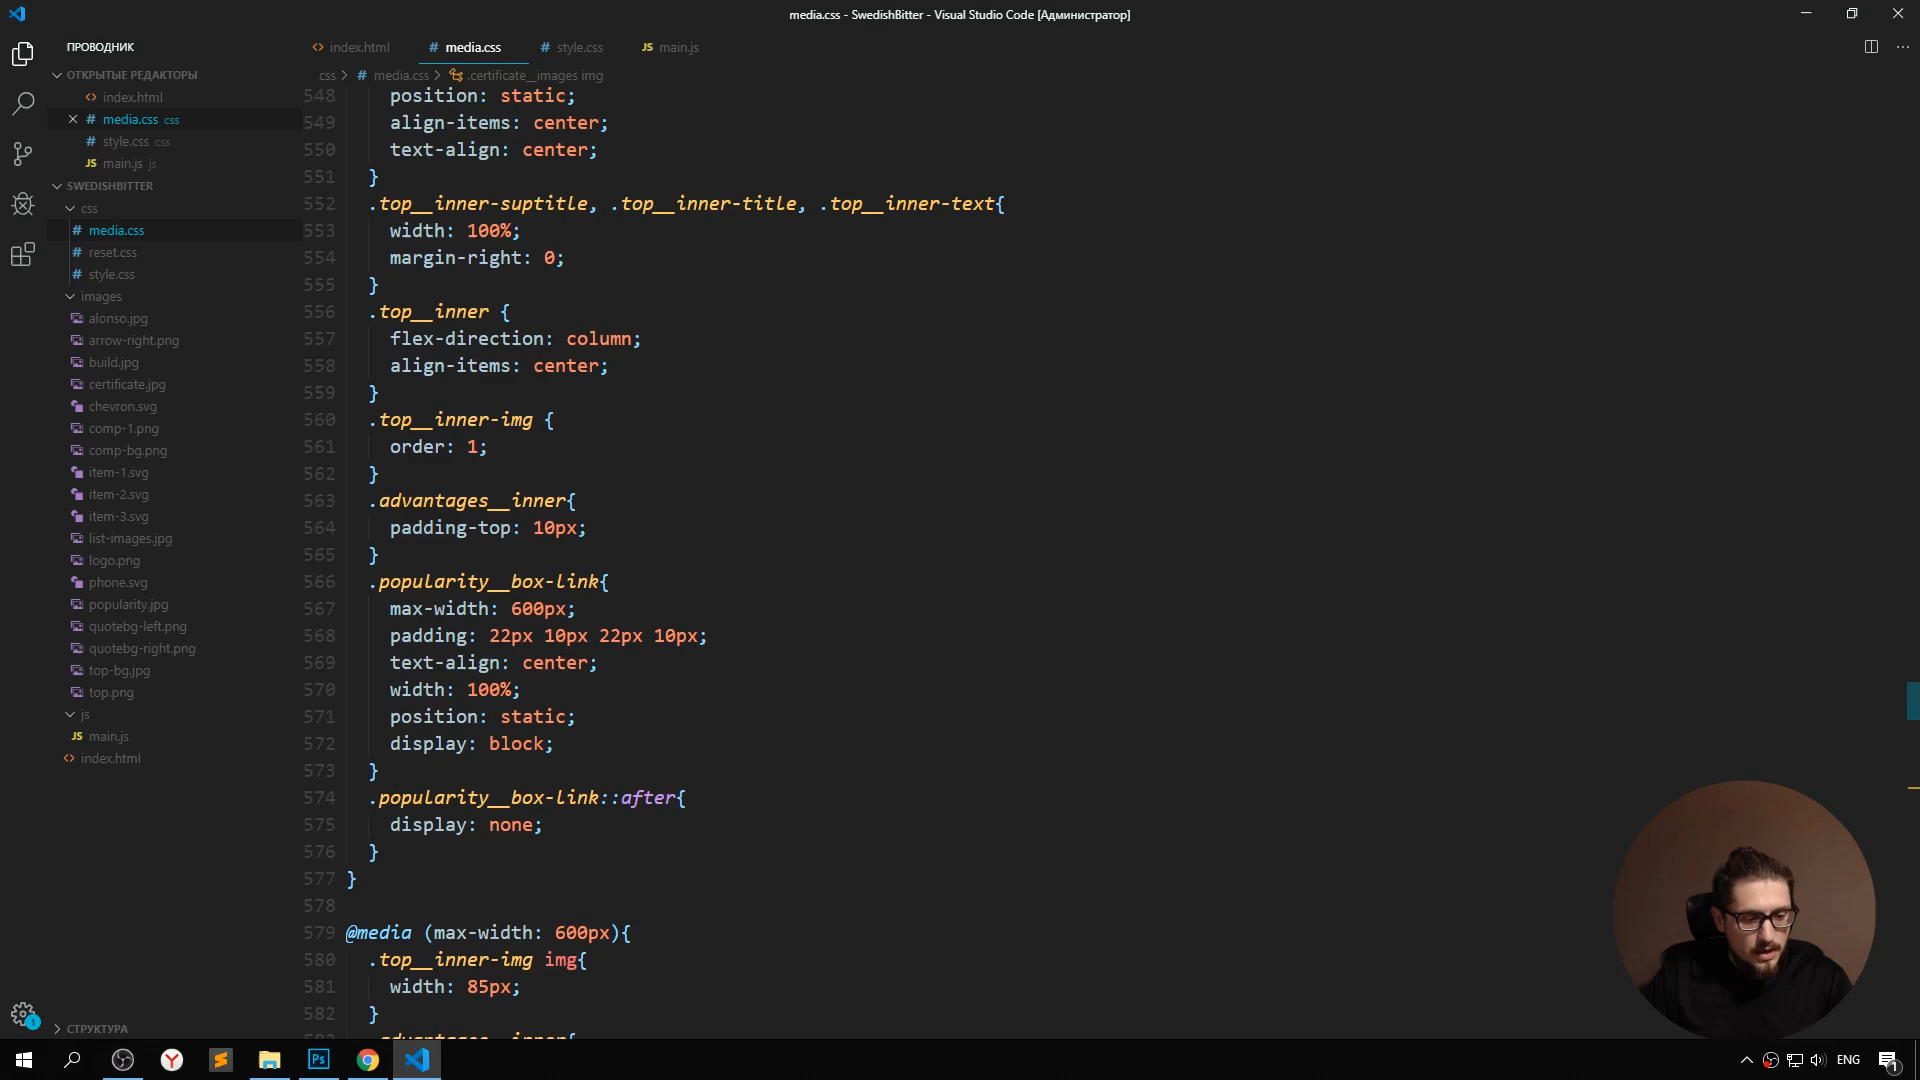 media.css - SwedishBitter - Visual Studio Code [Администратор]
ПРОВОДНИК
ОТКРЫТЫЕ РЕДАКТОРЫ
index.html
media.css css
style.css css
JS main.js js
SWEDISHBITTER
css
media.css
reset.css
style.css
images
alonso.jpg
arrow-right.png
build.jpg
certificate.jpg
chevron.svg
comp-1.png
comp-bg.png
item-1.svg
item-2.svg
item-3.svg
list-images.jpg
logo.png
phone.svg
popularity.jpg
quotebg-left.png
quotebg-right.png
top-bg.jpg
top.png
js
JS main.js
index.html
СТРУКТУРА
index.html
# media.css
# style.css
JS main.js
css > # media.css > .certificate__images img
548 position: static;
549 align-items: center;
550 text-align: center;
551 }
552 .top__inner-suptitle, .top__inner-title, .top__inner-text{
553 width: 100%;
554 margin-right: 0;
555 }
556 .top__inner {
557 flex-direction: column;
558 align-items: center;
559 }
560 .top__inner-img {
561 order: 1;
562 }
563 .advantages__inner{
564 padding-top: 10px;
565 }
566 .popularity__box-link{
567 max-width: 600px;
568 padding: 22px 10px 22px 10px;
569 text-align: center;
570 width: 100%;
571 position: static;
572 display: block;
573 }
574 .popularity__box-link::after{
575 display: none;
576 }
577 }
578
579 @media (max-width: 600px){
580 .top__inner-img img{
581 width: 85px;
582 }
1
Ps
ENG
1